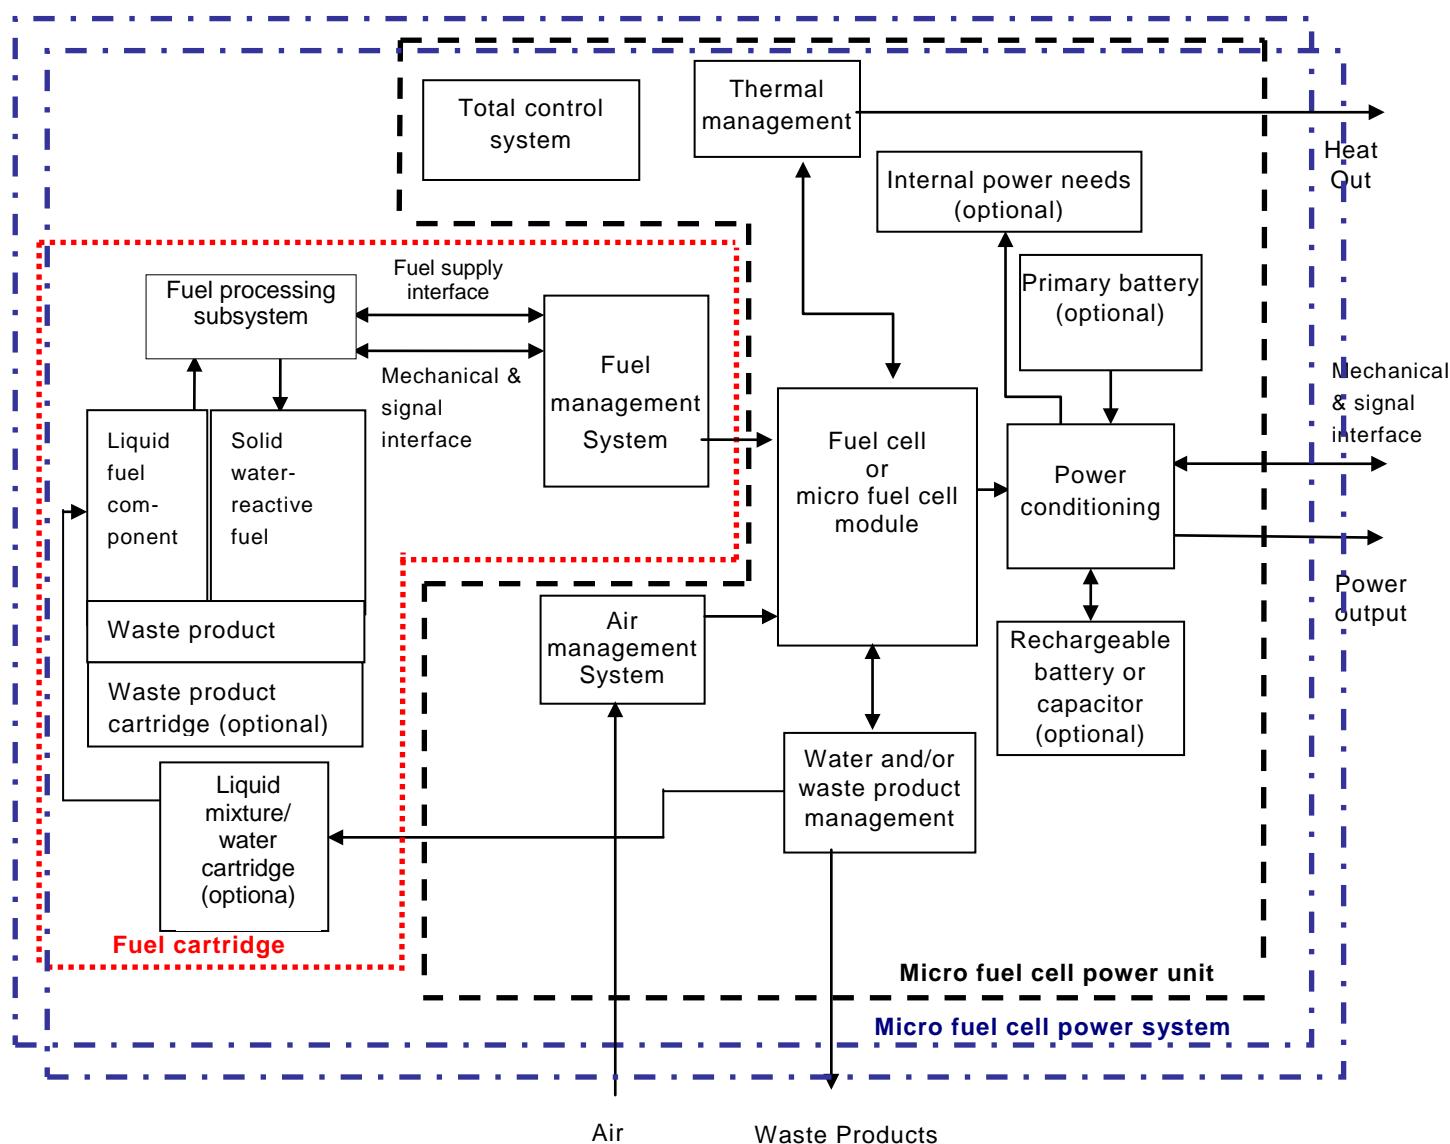 Total control
system
Thermal
management
Heat
Out
Internal power needs
(optional)
Primary battery
(optional)
Fuel processing
subsystem
Fuel supply
interface
Mechanical &
signal
interface
Fuel
management
System
Mechanical
& signal
interface
Liquid
fuel
com-
ponent
Solid
water-
reactive
fuel
Fuel cell
or
micro fuel cell
module
Power
conditioning
Power
output
Waste product
Waste product
cartridge (optional)
Air
management
System
Rechargeable
battery or
capacitor
(optional)
Liquid
mixture/
water
cartridge
(optiona)
Water and/or
waste product
management
Fuel cartridge
Micro fuel cell power unit
Micro fuel cell power system
Air
Waste Products